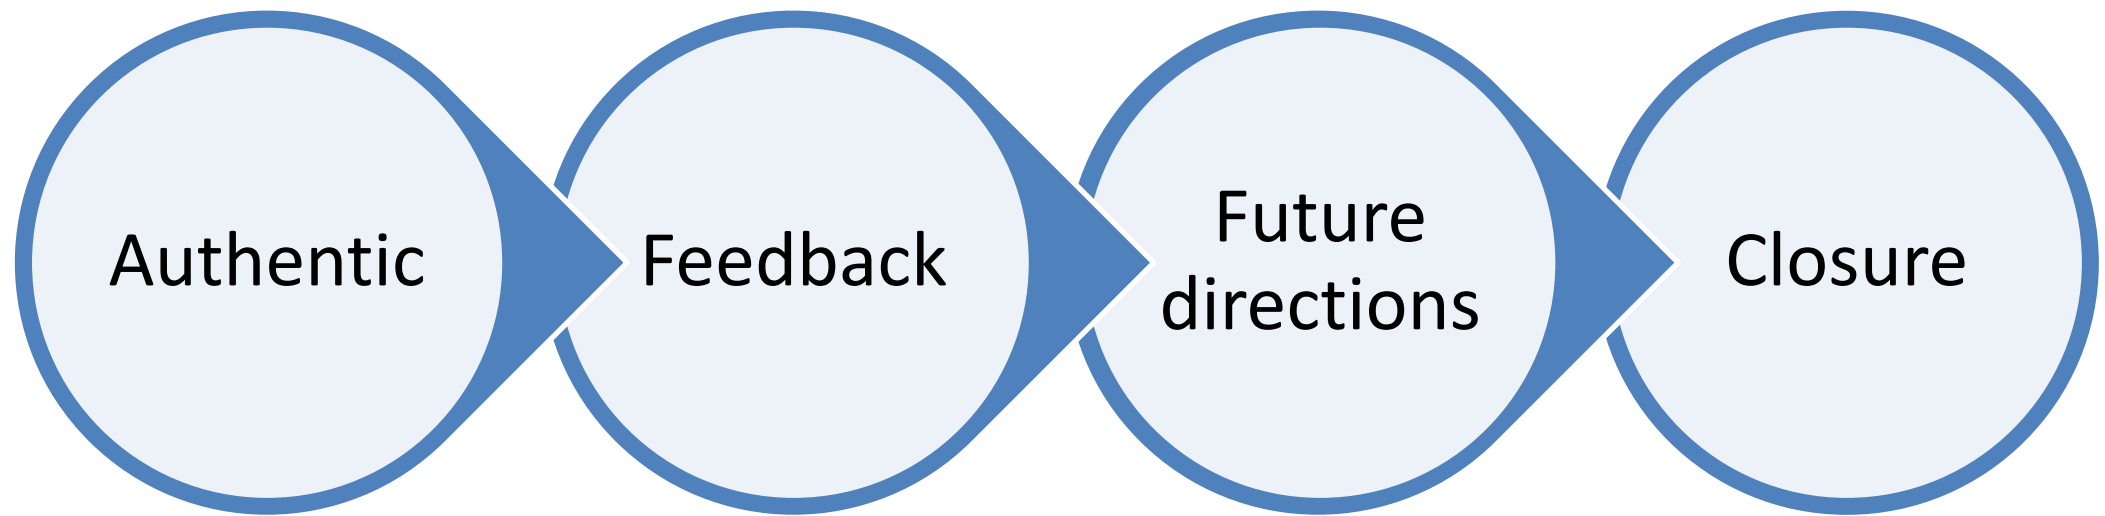 Authentic
Feedback
Future
directions
Closure